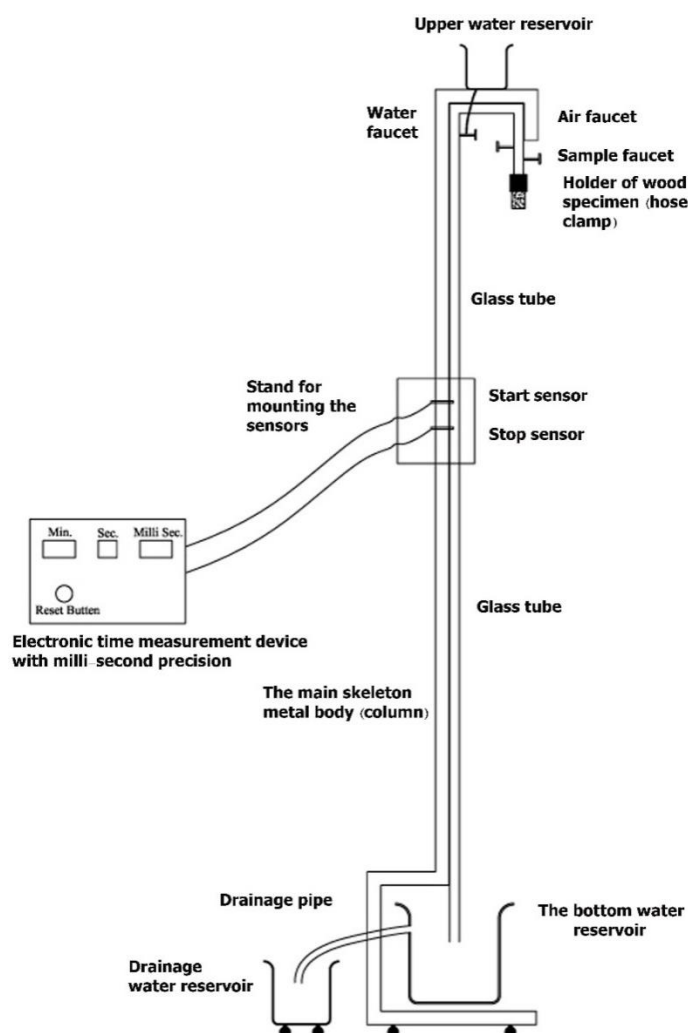 Upper water reservoir
Water
faucet
Air faucet
Sample faucet
Holder of wood
specimen (hose
clamp)
Glass tube
Stand for
mounting the
sensors
Start sensor
Stop sensor
Min.
Sec.
Milli Sec.
Reset Butten
Electronic time measurement device
with milli-second precision
Glass tube
The main skeleton
metal body (column)
Drainage pipe
The bottom water
reservoir
Drainage
water reservoir